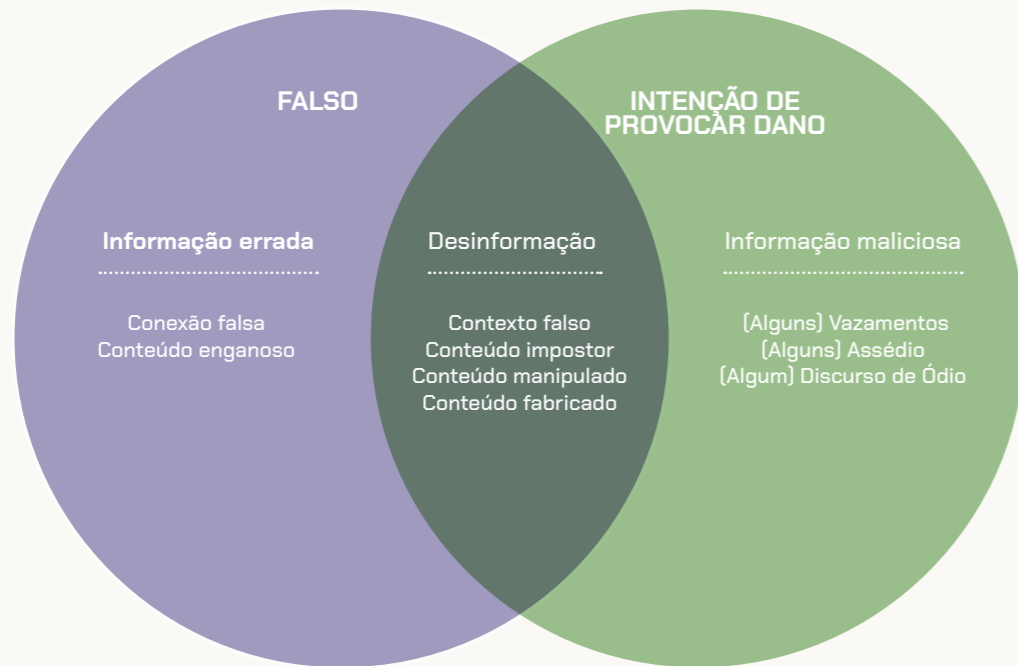 FALSO
INTENÇÃO DE
PROVOCAR DANO
Informação errada
Conexão falsa
Conteúdo enganoso
Desinformação
Contexto falso
Conteúdo impostor
Conteúdo manipulado
Conteúdo fabricado
Informação maliciosa
(Alguns) Vazamentos
(Alguns) Assédio
(Algum) Discurso de Ódio